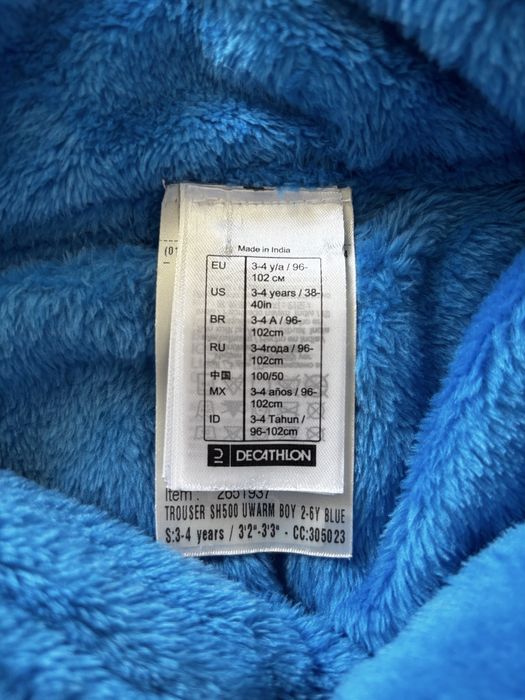 Made in India
(01
EU 3-4 y/a / 96-
102 см
US 3-4 years / 38-
40in
BR 3-4 A / 96-
102cm
RU 3-4года / 96-
102cm
中国 100/50
MX 3-4 años / 96-
102cm
ID 3-4 Tahun /
96-102cm
DECATHLON
Item : 2651937
TROUSER SH500 UWARM BOY 2-6Y BLUE
S:3-4 years / 3'2"-3'3" - CC:305023